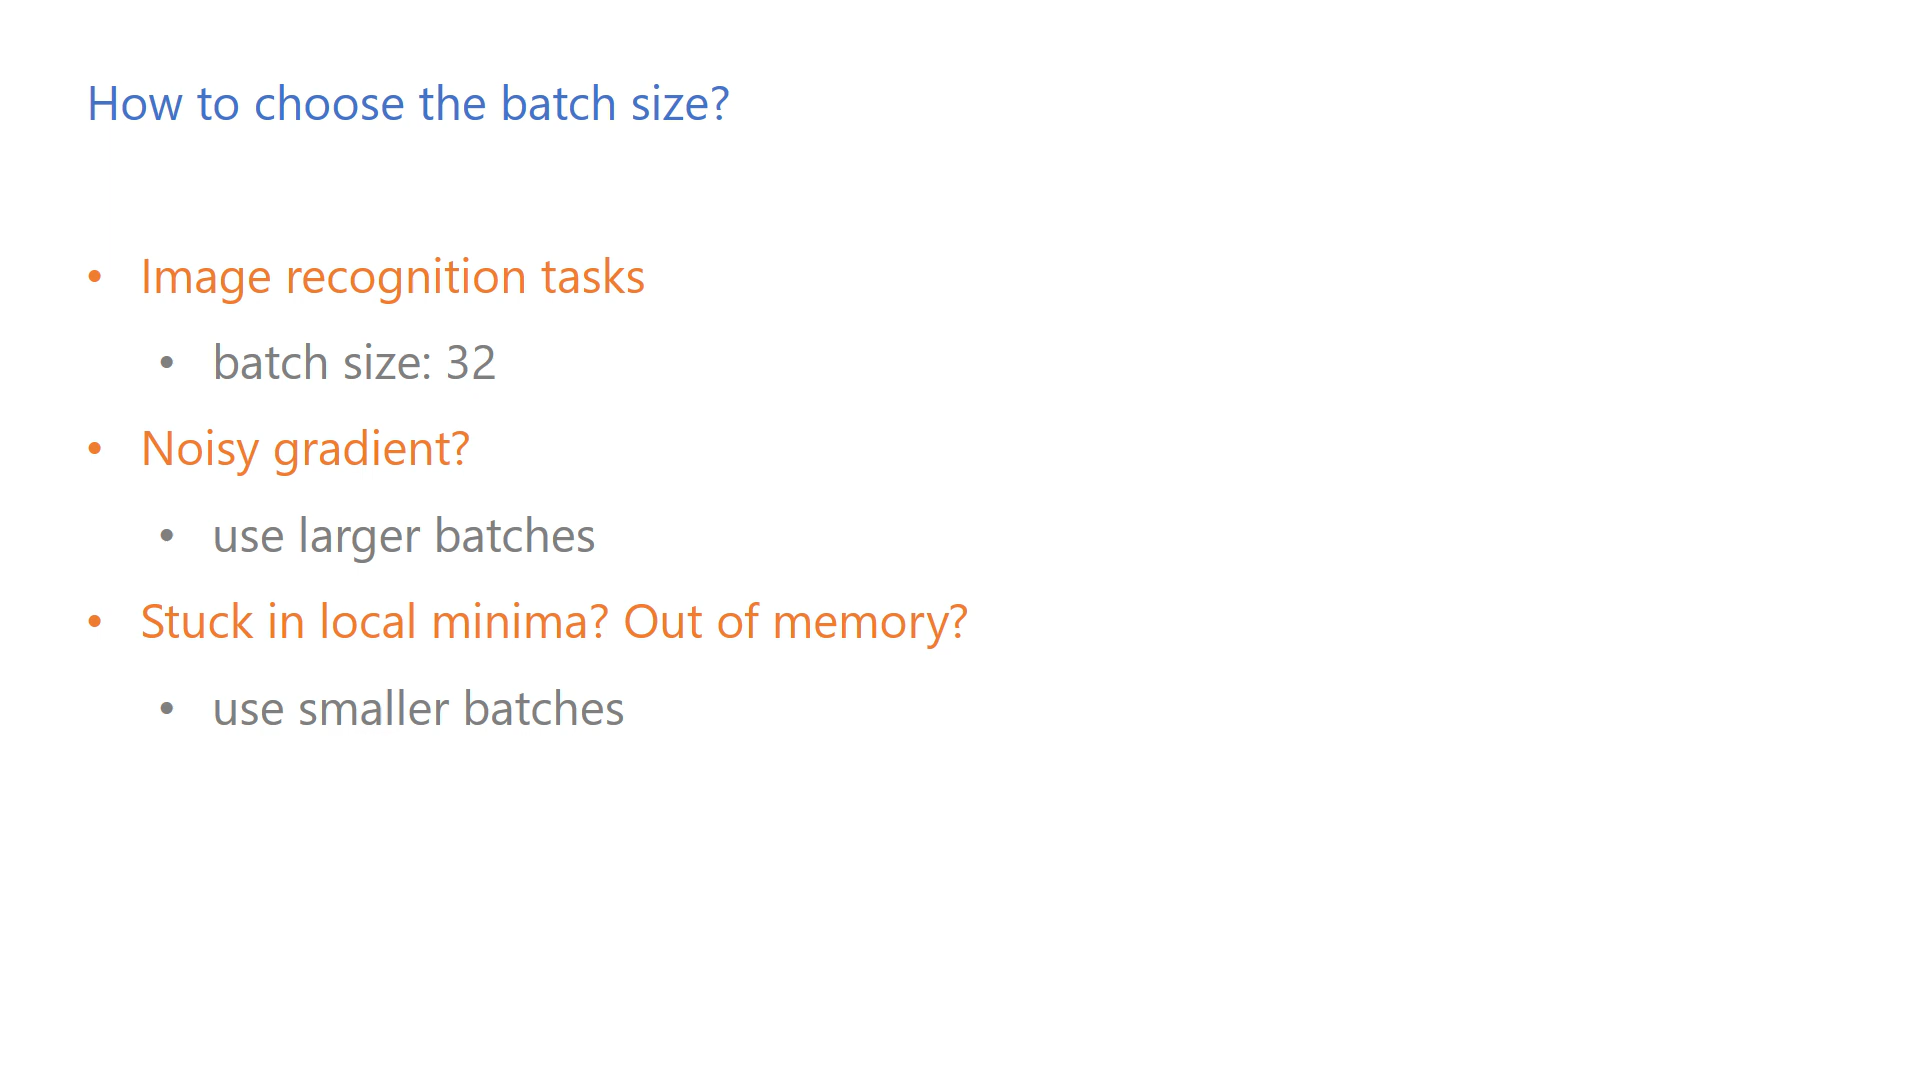 How to choose the batch size?
• Image recognition tasks
• batch size: 32
• Noisy gradient?
• use larger batches
• Stuck in local minima? Out of memory?
• use smaller batches